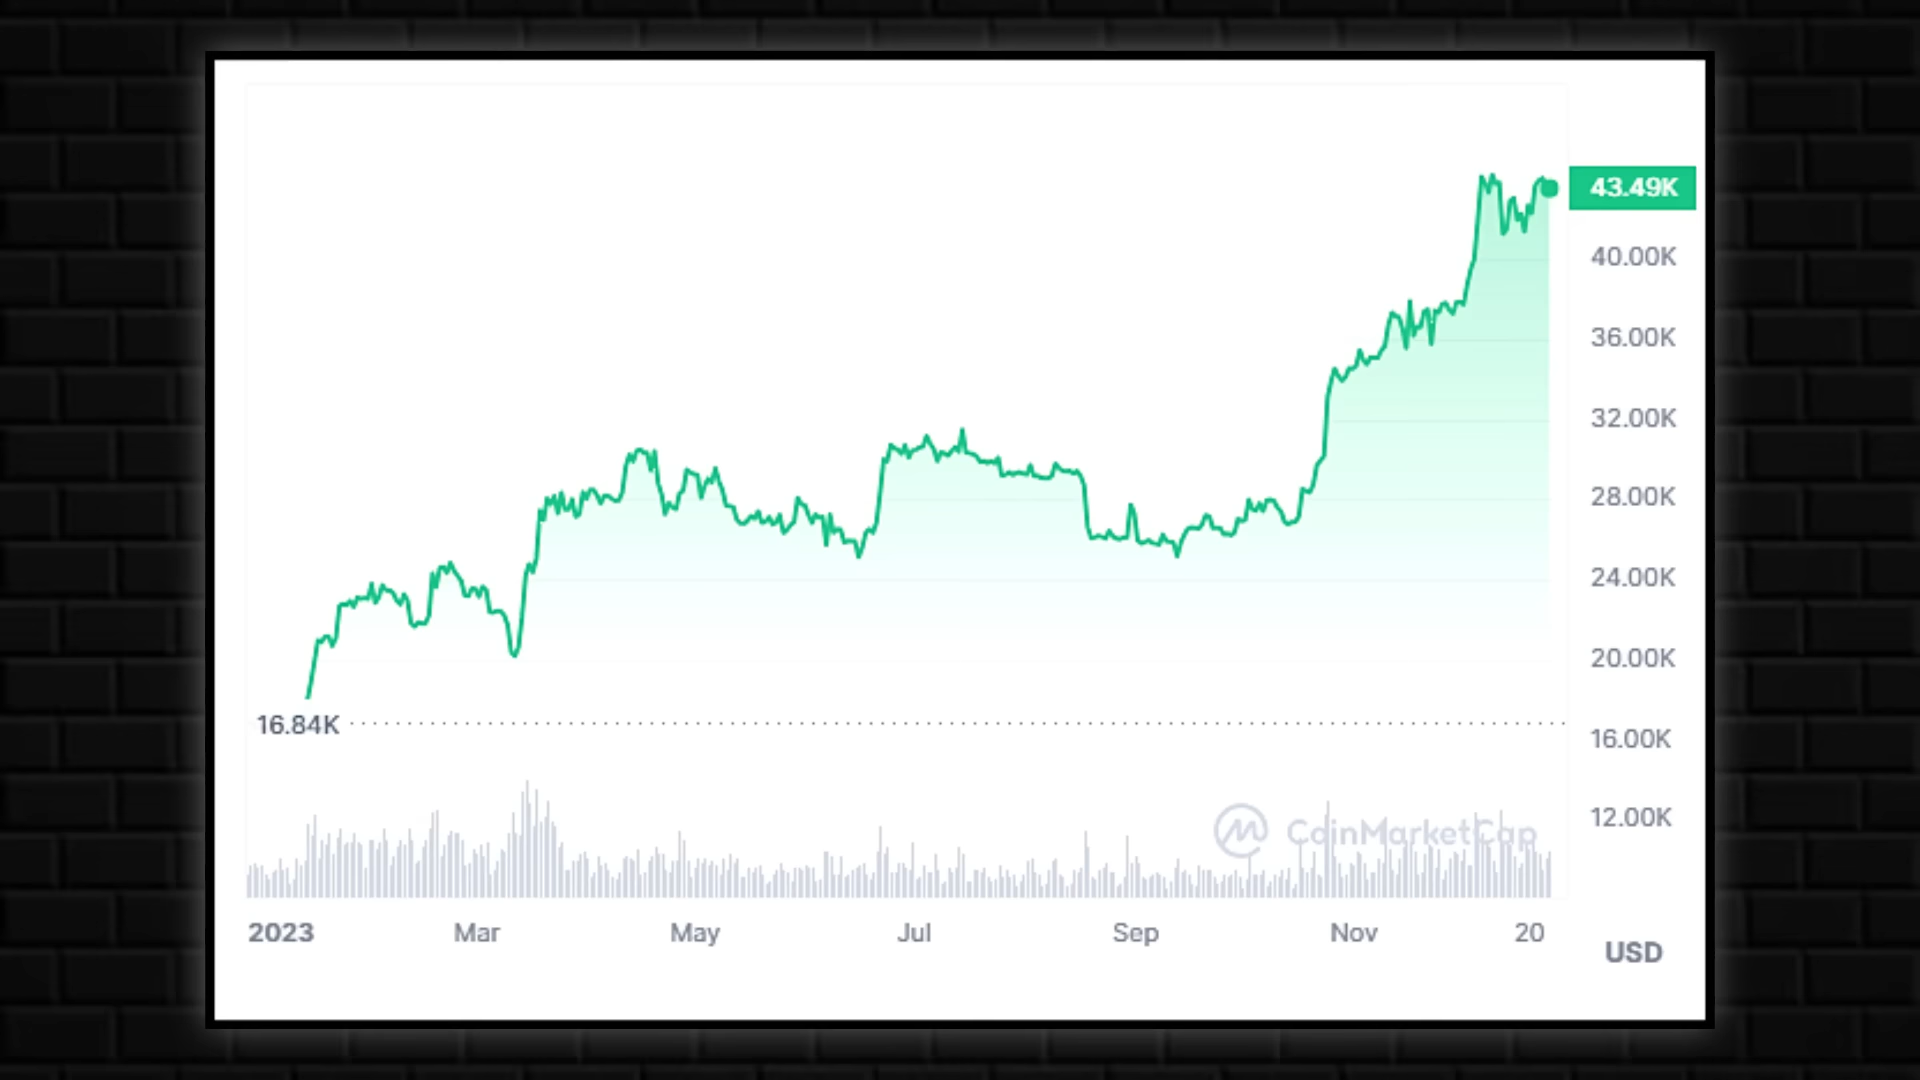 43.49K
40.00K
36.00K
32.00K
28.00K
24.00K
20.00K
16.84K
16.00K
12.00K
CoinMarketCap
2023 Mar May Jul Sep Nov 20
USD